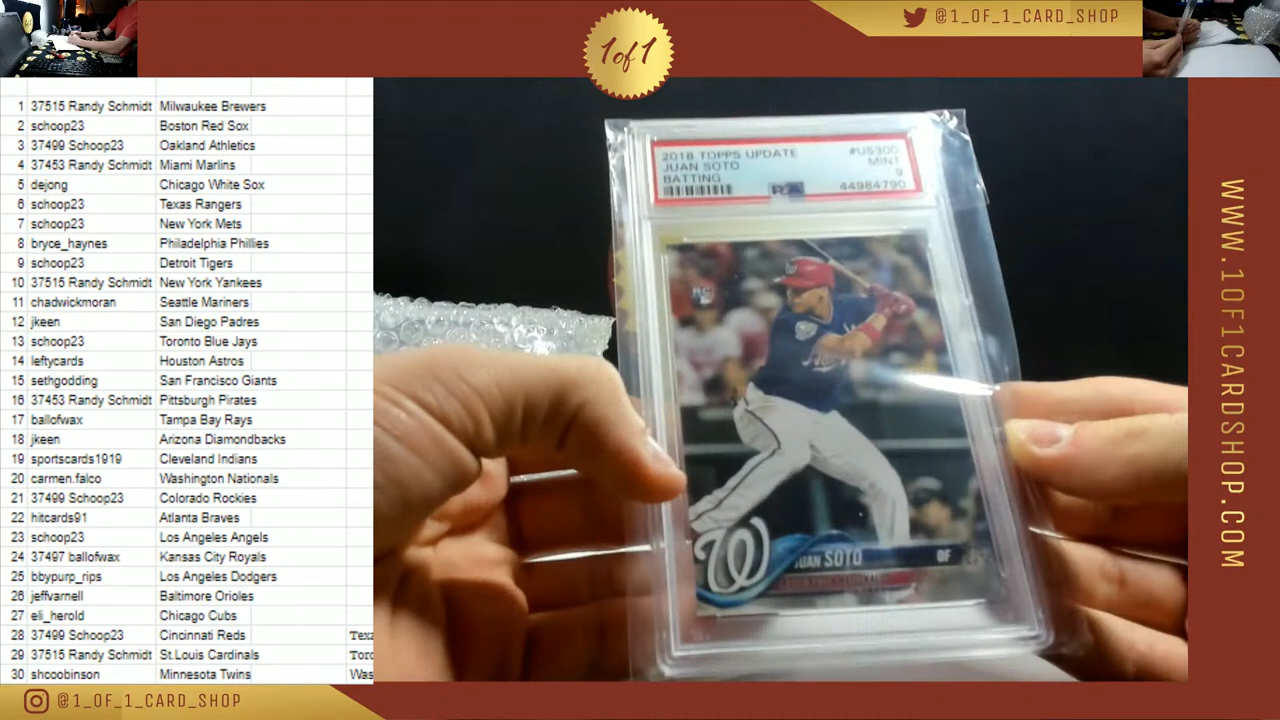 @1_OF_1_CARD_SHOP
1of1
1 37515 Randy Schmidt Milwaukee Brewers
2 schoop23 Boston Red Sox
3 37499 Schoop23 Oakland Athletics
4 37453 Randy Schmidt Miami Marlins
5 dejong Chicago White Sox
6 schoop23 Texas Rangers
7 schoop23 New York Mets
8 bryce_haynes Philadelphia Phillies
9 schoop23 Detroit Tigers
10 37515 Randy Schmidt New York Yankees
11 chadwickmoran Seattle Mariners
12 jkeen San Diego Padres
13 schoop23 Toronto Blue Jays
14 leftycards Houston Astros
15 sethgodding San Francisco Giants
16 37453 Randy Schmidt Pittsburgh Pirates
17 ballofwax Tampa Bay Rays
18 jkeen Arizona Diamondbacks
19 sportscards1919 Cleveland Indians
20 carmen.falco Washington Nationals
21 37499 Schoop23 Colorado Rockies
22 hitcards91 Atlanta Braves
23 schoop23 Los Angeles Angels
24 37497 ballofwax Kansas City Royals
25 bbypurp_rips Los Angeles Dodgers
26 jeffvarnell Baltimore Orioles
27 eli_herold Chicago Cubs
28 37499 Schoop23 Cincinnati Reds Texa
29 37515 Randy Schmidt St.Louis Cardinals Toro
30 shcoobinson Minnesota Twins Was
2018 TOPPS UPDATE #US300
JUAN SOTO MINT
BATTING 9
PSA 44984790
RC
W
JUAN SOTO OF
WWW.1OF1CARDSHOP.COM
@1_OF_1_CARD_SHOP